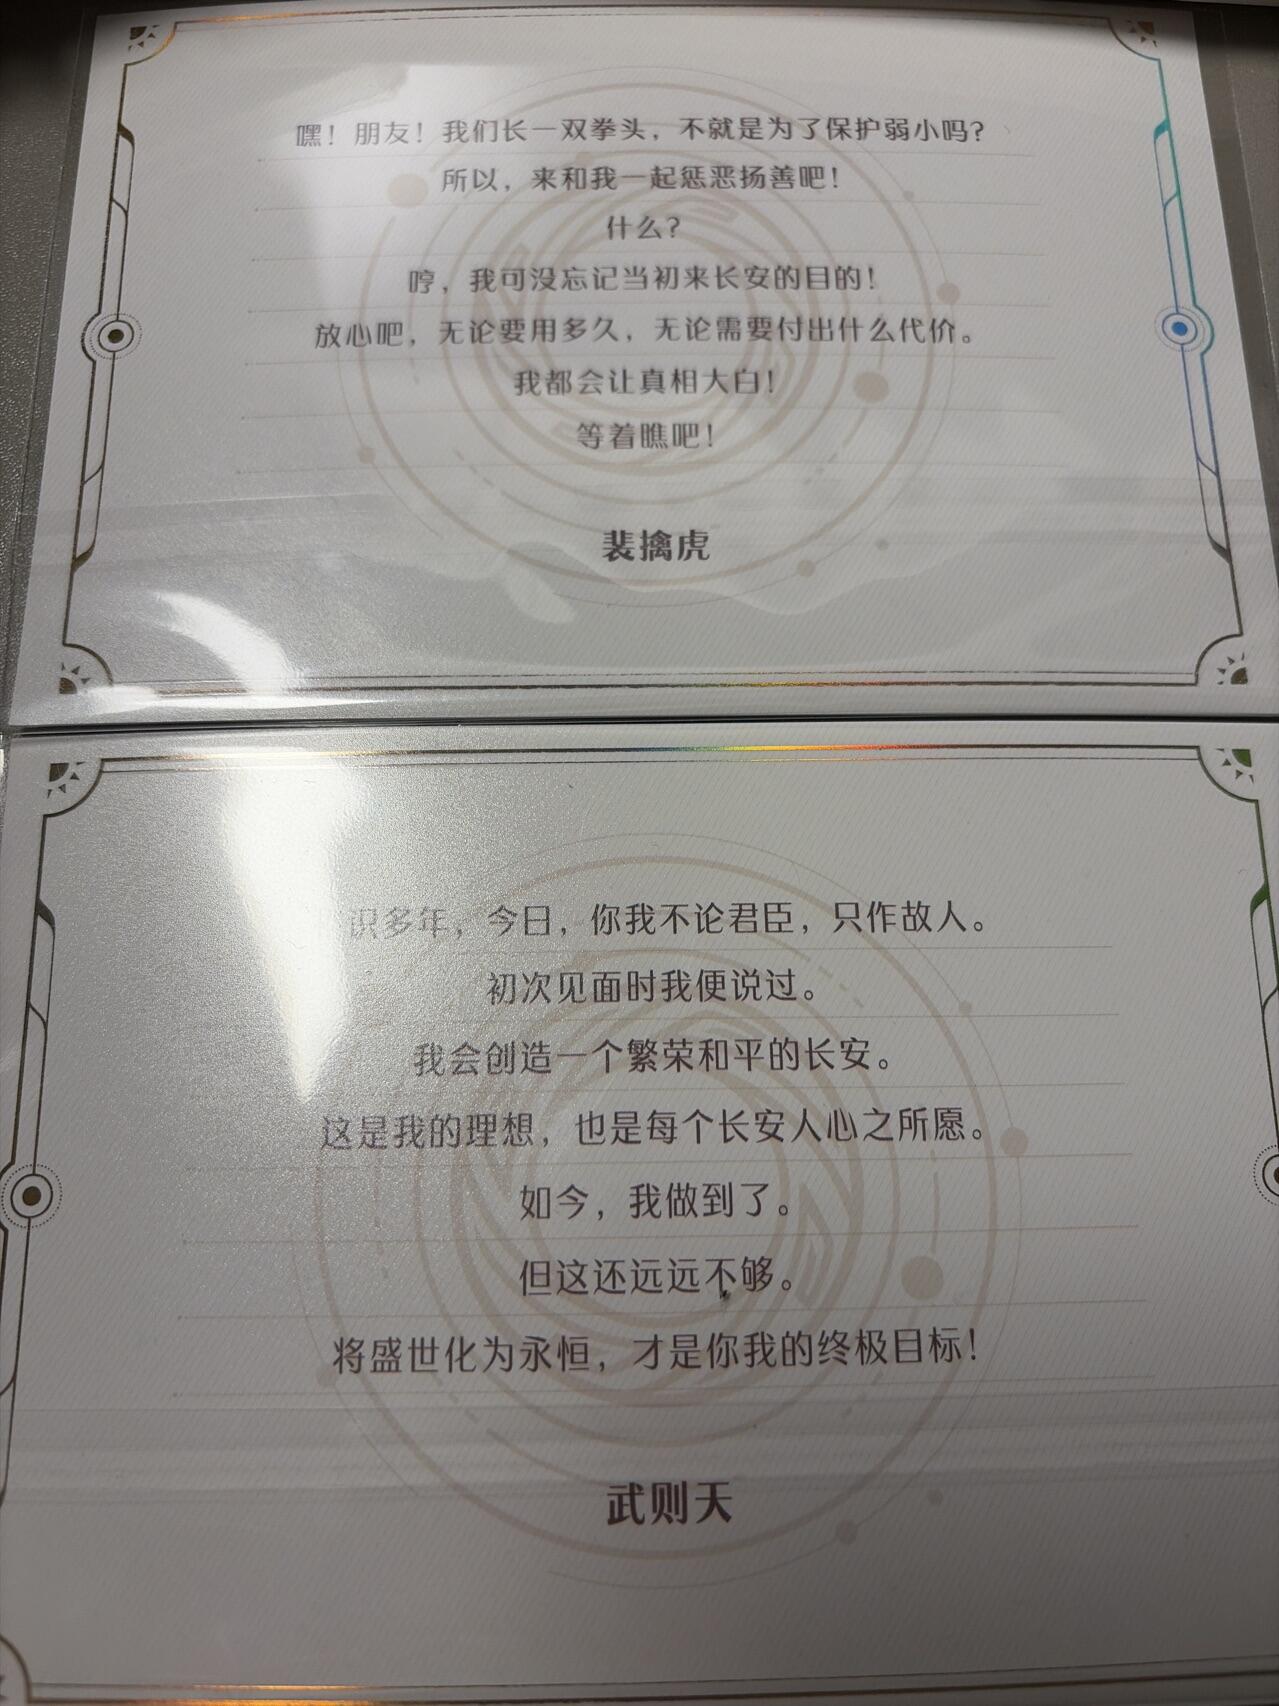 嘿！朋友！我们长一双拳头，不就是为了保护弱小吗？
所以，来和我一起惩恶扬善吧！
什么？
哼，我可没忘记当初来长安的目的！
放心吧，无论要用多久，无论需要付出什么代价。
我都会让真相大白！
等着瞧吧！
裴擒虎
识多年，今日，你我不论君臣，只作故人。
初次见面时我便说过。
我会创造一个繁荣和平的长安。
这是我的理想，也是每个长安人心之所愿。
如今，我做到了。
但这还远远不够。
将盛世化为永恒，才是你我的终极目标！
武则天